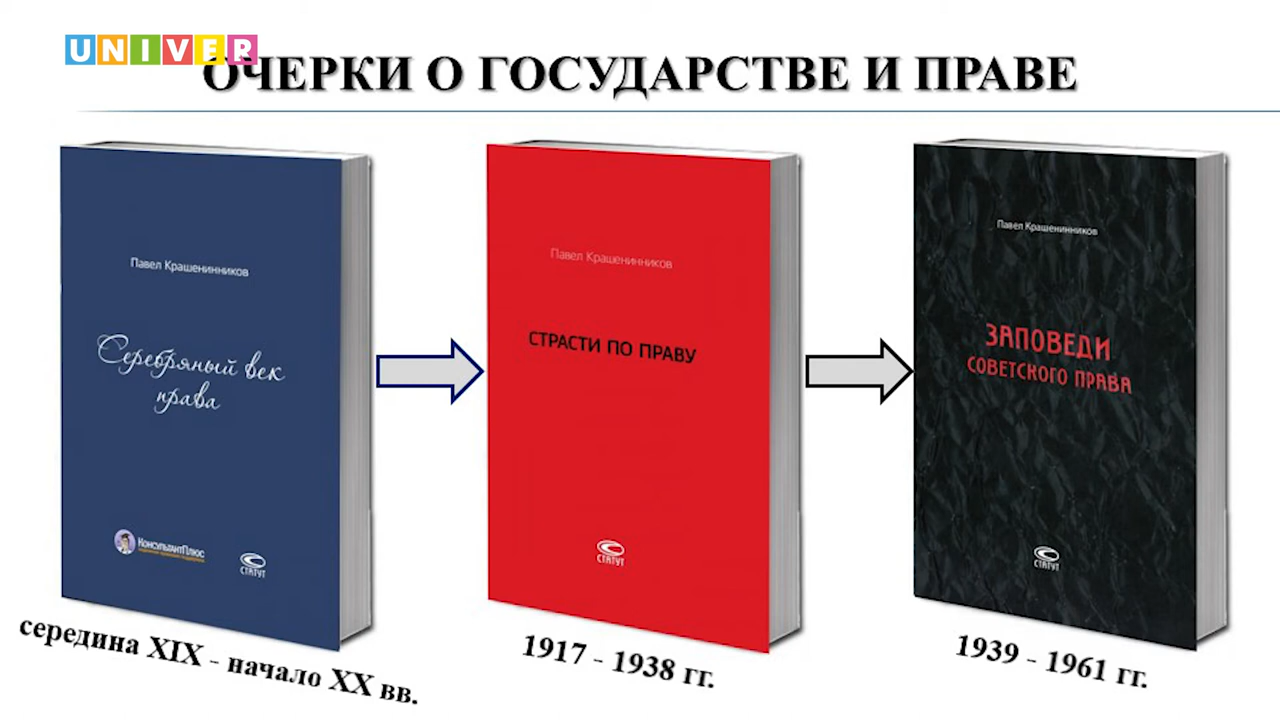 UNIVER
ОЧЕРКИ О ГОСУДАРСТВЕ И ПРАВЕ
Павел Крашенинников
Серебряный век
права
КонсультантПлюс
СТАТУТ
середина XIX - начало XX вв.
Павел Крашенинников
СТРАСТИ ПО ПРАВУ
СТАТУТ
1917 - 1938 гг.
Павел Крашенинников
ЗАПОВЕДИ
СОВЕТСКОГО ПРАВА
СТАТУТ
1939 - 1961 гг.